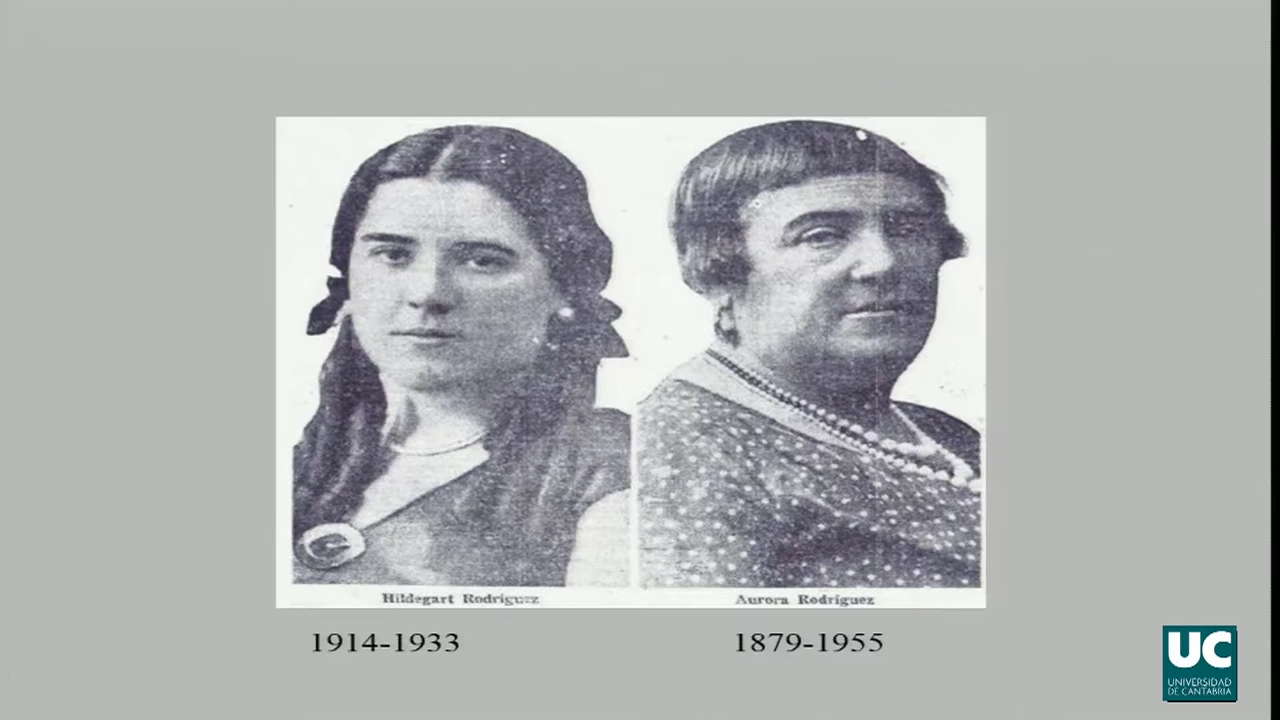 Hildegart Rodríguez
Aurora Rodríguez
1914-1933
1879-1955
UC
UNIVERSIDAD
DE CANTABRIA